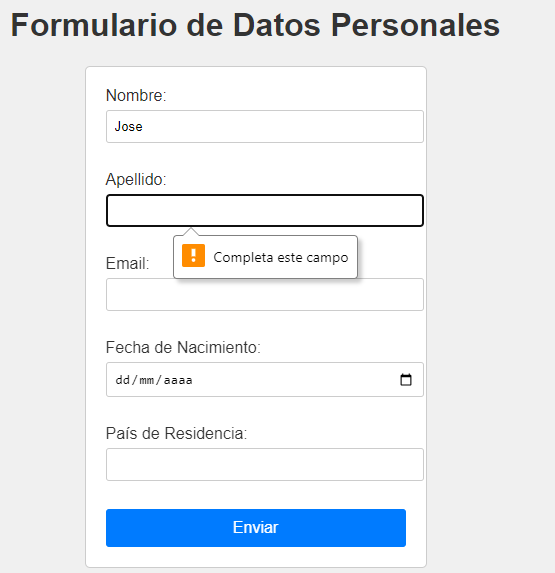 Formulario de Datos Personales
Nombre:
Jose
Apellido:
Completa este campo
Email:
Fecha de Nacimiento:
dd/mm/aaaa
País de Residencia:
Enviar